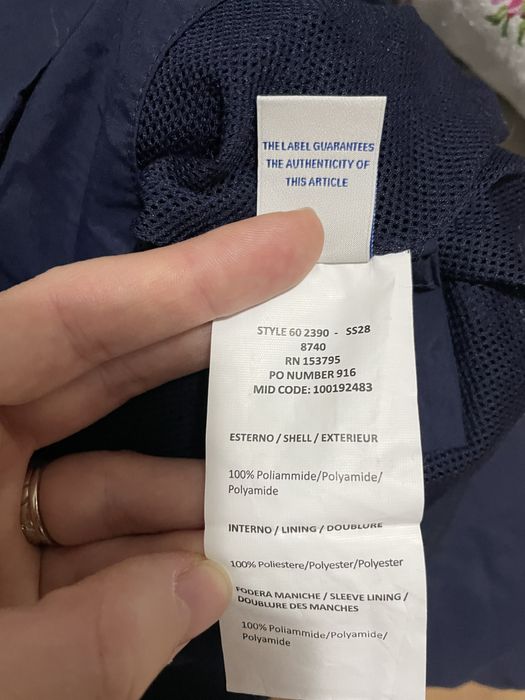 THE LABEL GUARANTEES
THE AUTHENTICITY OF
THIS ARTICLE
STYLE 60 2390 - SS28
8740
RN 153795
PO NUMBER 916
MID CODE: 100192483
ESTERNO / SHELL / EXTERIEUR
100% Poliammide/Polyamide/
Polyamide
INTERNO / LINING / DOUBLURE
100% Poliestere/Polyester/Polyester
FODERA MANICHE / SLEEVE LINING /
DOUBLURE DES MANCHES
100% Poliammide/Polyamide/
Polyamide